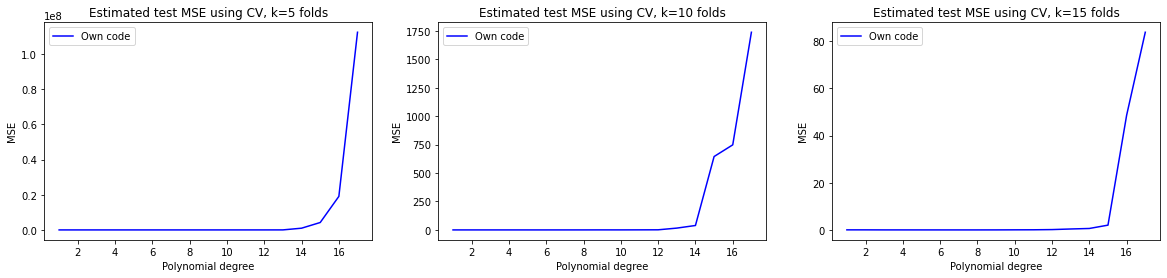 Estimated test MSE using CV, k=5 folds
1e8
Own code
1.0
0.8
0.6
0.4
0.2
0.0
MSE
2 4 6 8 10 12 14 16
Polynomial degree
Estimated test MSE using CV, k=10 folds
Own code
1750
1500
1250
1000
750
500
250
0
MSE
2 4 6 8 10 12 14 16
Polynomial degree
Estimated test MSE using CV, k=15 folds
Own code
80
60
40
20
0
MSE
2 4 6 8 10 12 14 16
Polynomial degree